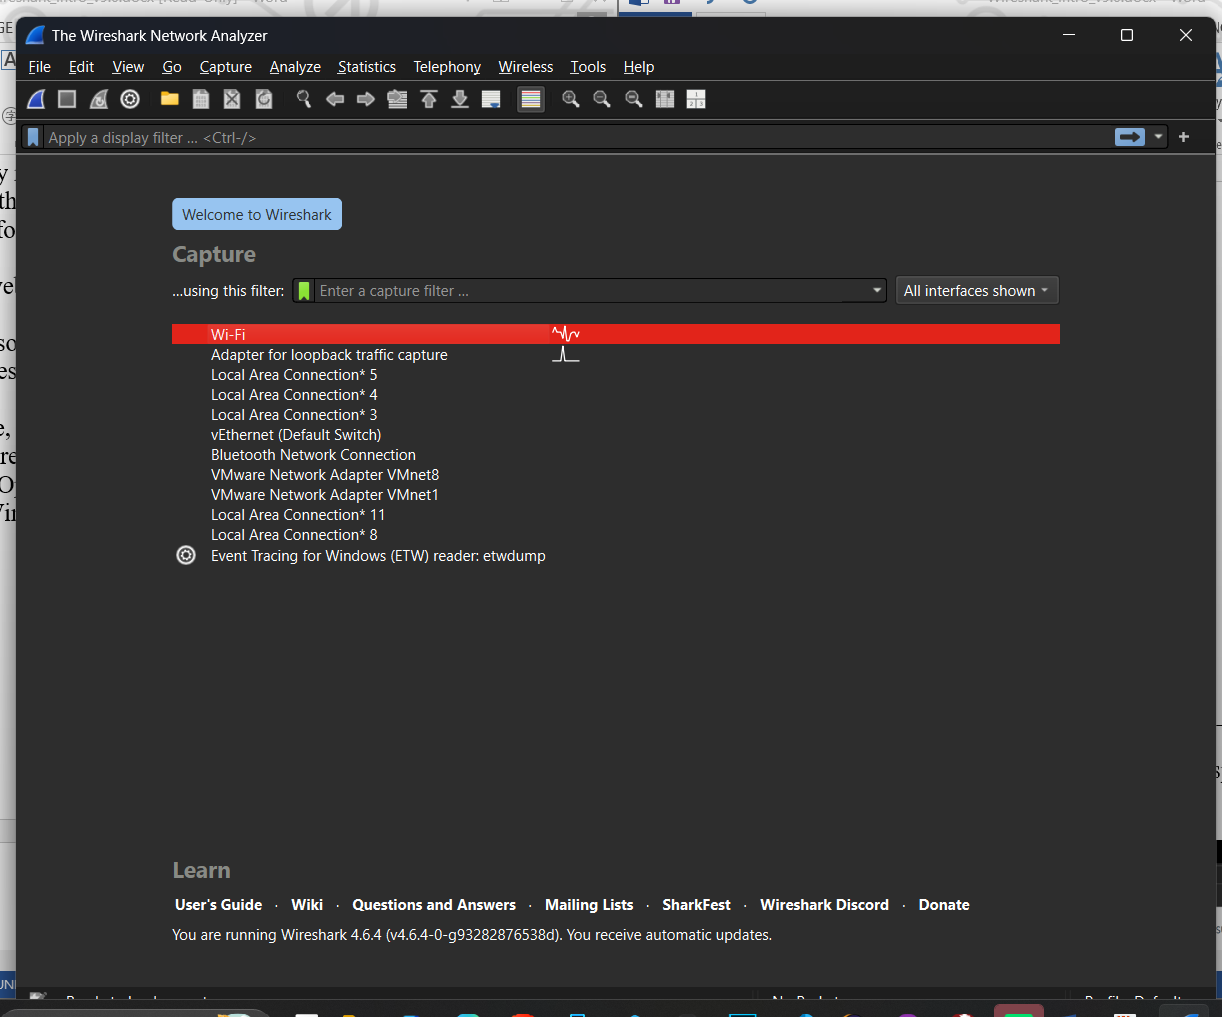 The Wireshark Network Analyzer
File Edit View Go Capture Analyze Statistics Telephony Wireless Tools Help
Apply a display filter ... <Ctrl-/>
Welcome to Wireshark
Capture
...using this filter: Enter a capture filter ... All interfaces shown
Wi-Fi
Adapter for loopback traffic capture
Local Area Connection* 5
Local Area Connection* 4
Local Area Connection* 3
vEthernet (Default Switch)
Bluetooth Network Connection
VMware Network Adapter VMnet8
VMware Network Adapter VMnet1
Local Area Connection* 11
Local Area Connection* 8
Event Tracing for Windows (ETW) reader: etwdump
Learn
User's Guide · Wiki · Questions and Answers · Mailing Lists · SharkFest · Wireshark Discord · Donate
You are running Wireshark 4.6.4 (v4.6.4-0-g93282876538d). You receive automatic updates.